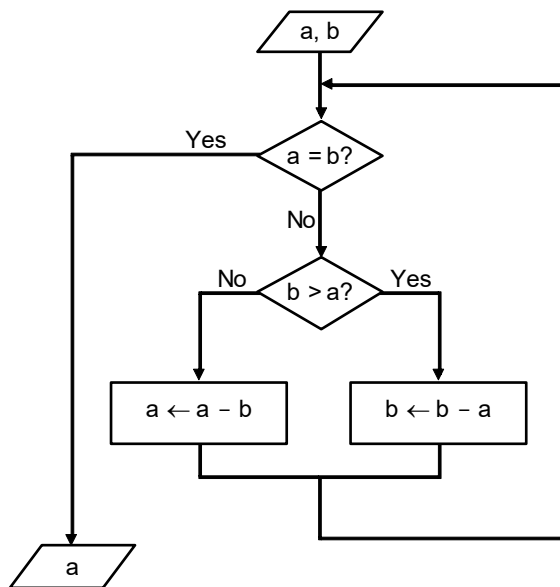 a, b
Yes
a = b?
No
No
b > a?
Yes
a ← a – b
b ← b – a
a